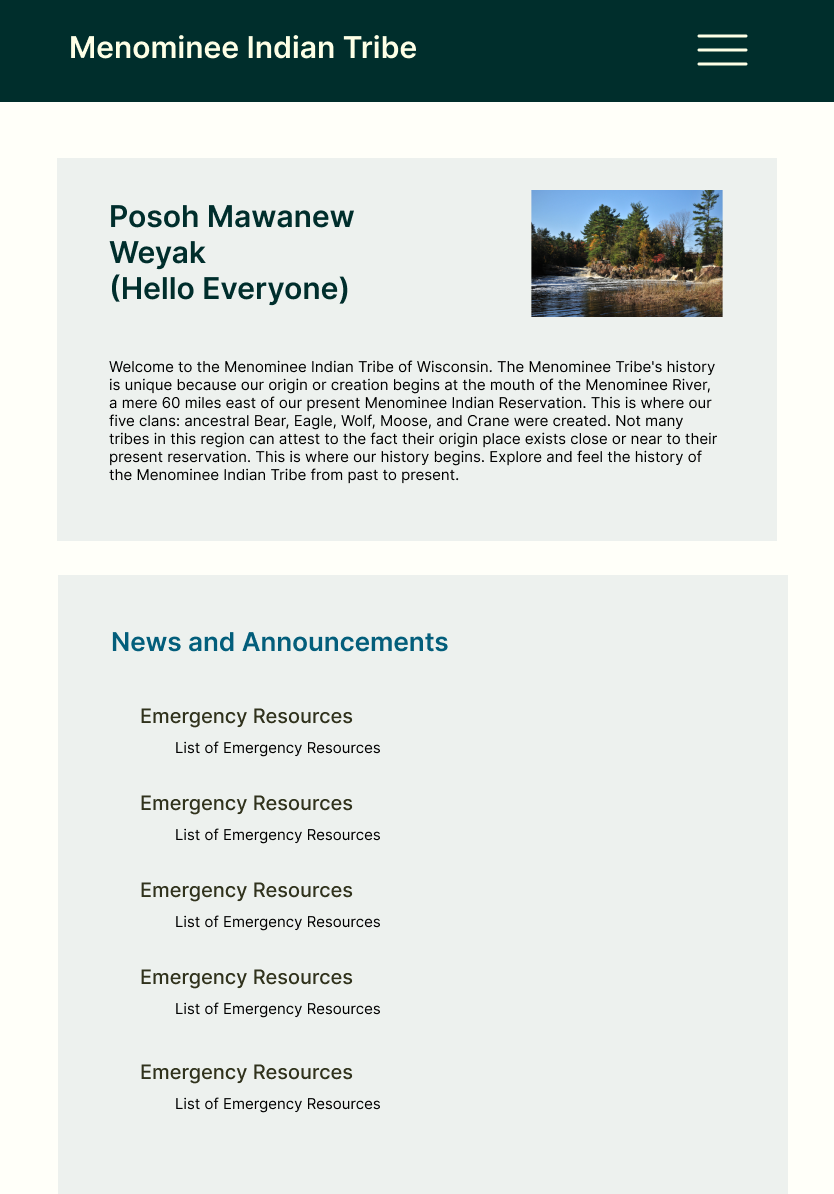 Menominee Indian Tribe
Posoh Mawanew
Weyak
(Hello Everyone)
Welcome to the Menominee Indian Tribe of Wisconsin. The Menominee Tribe's history
is unique because our origin or creation begins at the mouth of the Menominee River,
a mere 60 miles east of our present Menominee Indian Reservation. This is where our
five clans: ancestral Bear, Eagle, Wolf, Moose, and Crane were created. Not many
tribes in this region can attest to the fact their origin place exists close or near to their
present reservation. This is where our history begins. Explore and feel the history of
the Menominee Indian Tribe from past to present.
News and Announcements
Emergency Resources
List of Emergency Resources
Emergency Resources
List of Emergency Resources
Emergency Resources
List of Emergency Resources
Emergency Resources
List of Emergency Resources
Emergency Resources
List of Emergency Resources